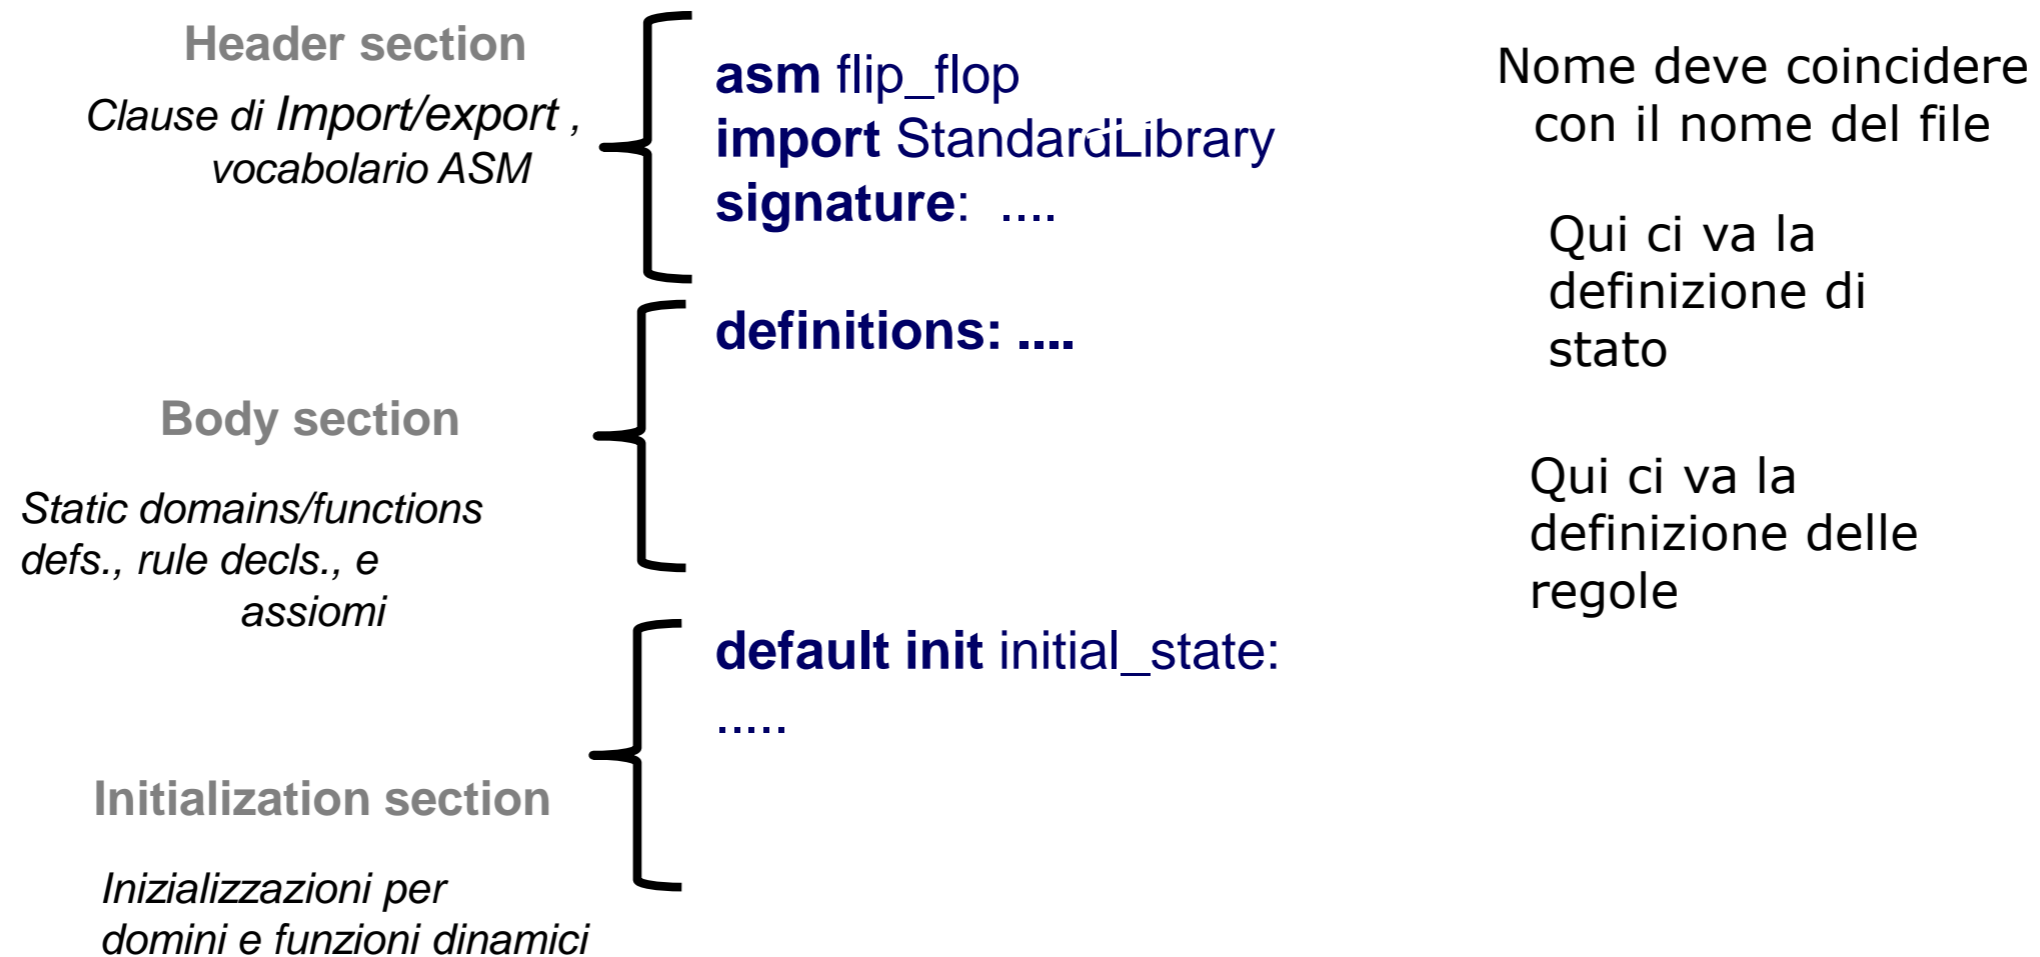 Header section
Clause di Import/export ,
vocabolario ASM
asm flip_flop
import StandardLibrary
signature: ....
Nome deve coincidere
con il nome del file
Qui ci va la
definizione di
stato
definitions: ....
Body section
Static domains/functions
defs., rule decls., e
assiomi
Qui ci va la
definizione delle
regole
default init initial_state:
.....
Initialization section
Inizializzazioni per
domini e funzioni dinamici